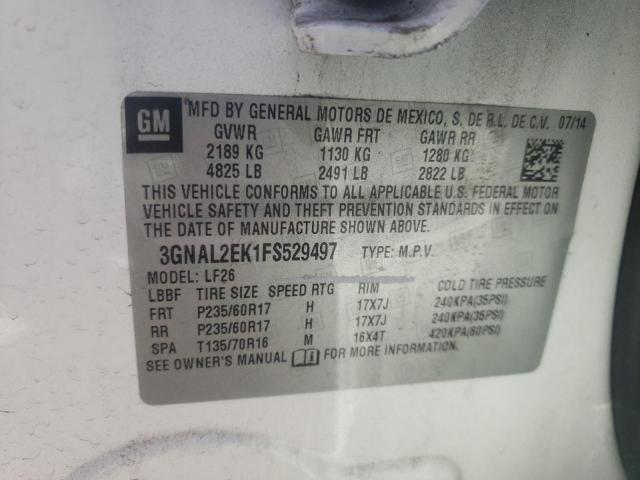 GM MFD BY GENERAL MOTORS DE MEXICO, S. DE R.L. DE C.V. 07/14
GVWR GAWR FRT GAWR RR
2189 KG 1130 KG 1280 KG
4825 LB 2491 LB 2822 LB
THIS VEHICLE CONFORMS TO ALL APPLICABLE U.S. FEDERAL MOTOR
VEHICLE SAFETY AND THEFT PREVENTION STANDARDS IN EFFECT ON
THE DATE OF MANUFACTURE SHOWN ABOVE.
3GNAL2EK1FS529497 TYPE: M.P.V.
MODEL: LF26
LBBF TIRE SIZE SPEED RTG RIM COLD TIRE PRESSURE
FRT P235/60R17 H 17X7J 240KPA(35PSI)
RR P235/60R17 H 17X7J 240KPA(35PSI)
SPA T135/70R16 M 16X4T 420KPA(60PSI)
SEE OWNER'S MANUAL FOR MORE INFORMATION.